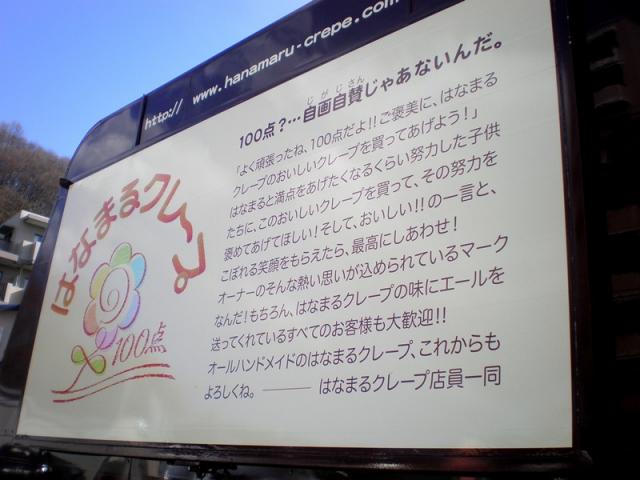 http:// www.hanamaru-crepe.com
100点?…自画自賛じゃあないんだ。
じがじさん
「よく頑張ったね、100点だよ!!ご褒美に、はなまる
クレープのおいしいクレープを買ってあげよう!」
はなまると満点をあげたくなるくらい努力した子供
たちに、このおいしいクレープを買って、その努力を
褒めてあげてほしい!そして、おいしい!!の一言と、
こぼれる笑顔をもらえたら、最高にしあわせ!
オーナーのそんな熱い思いが込められているマーク
なんだ!もちろん、はなまるクレープの味にエールを
送ってくれているすべてのお客様も大歓迎!!
オールハンドメイドのはなまるクレープ、これからも
よろしくね。 ――― はなまるクレープ店員一同
はなまるクレープ
100点